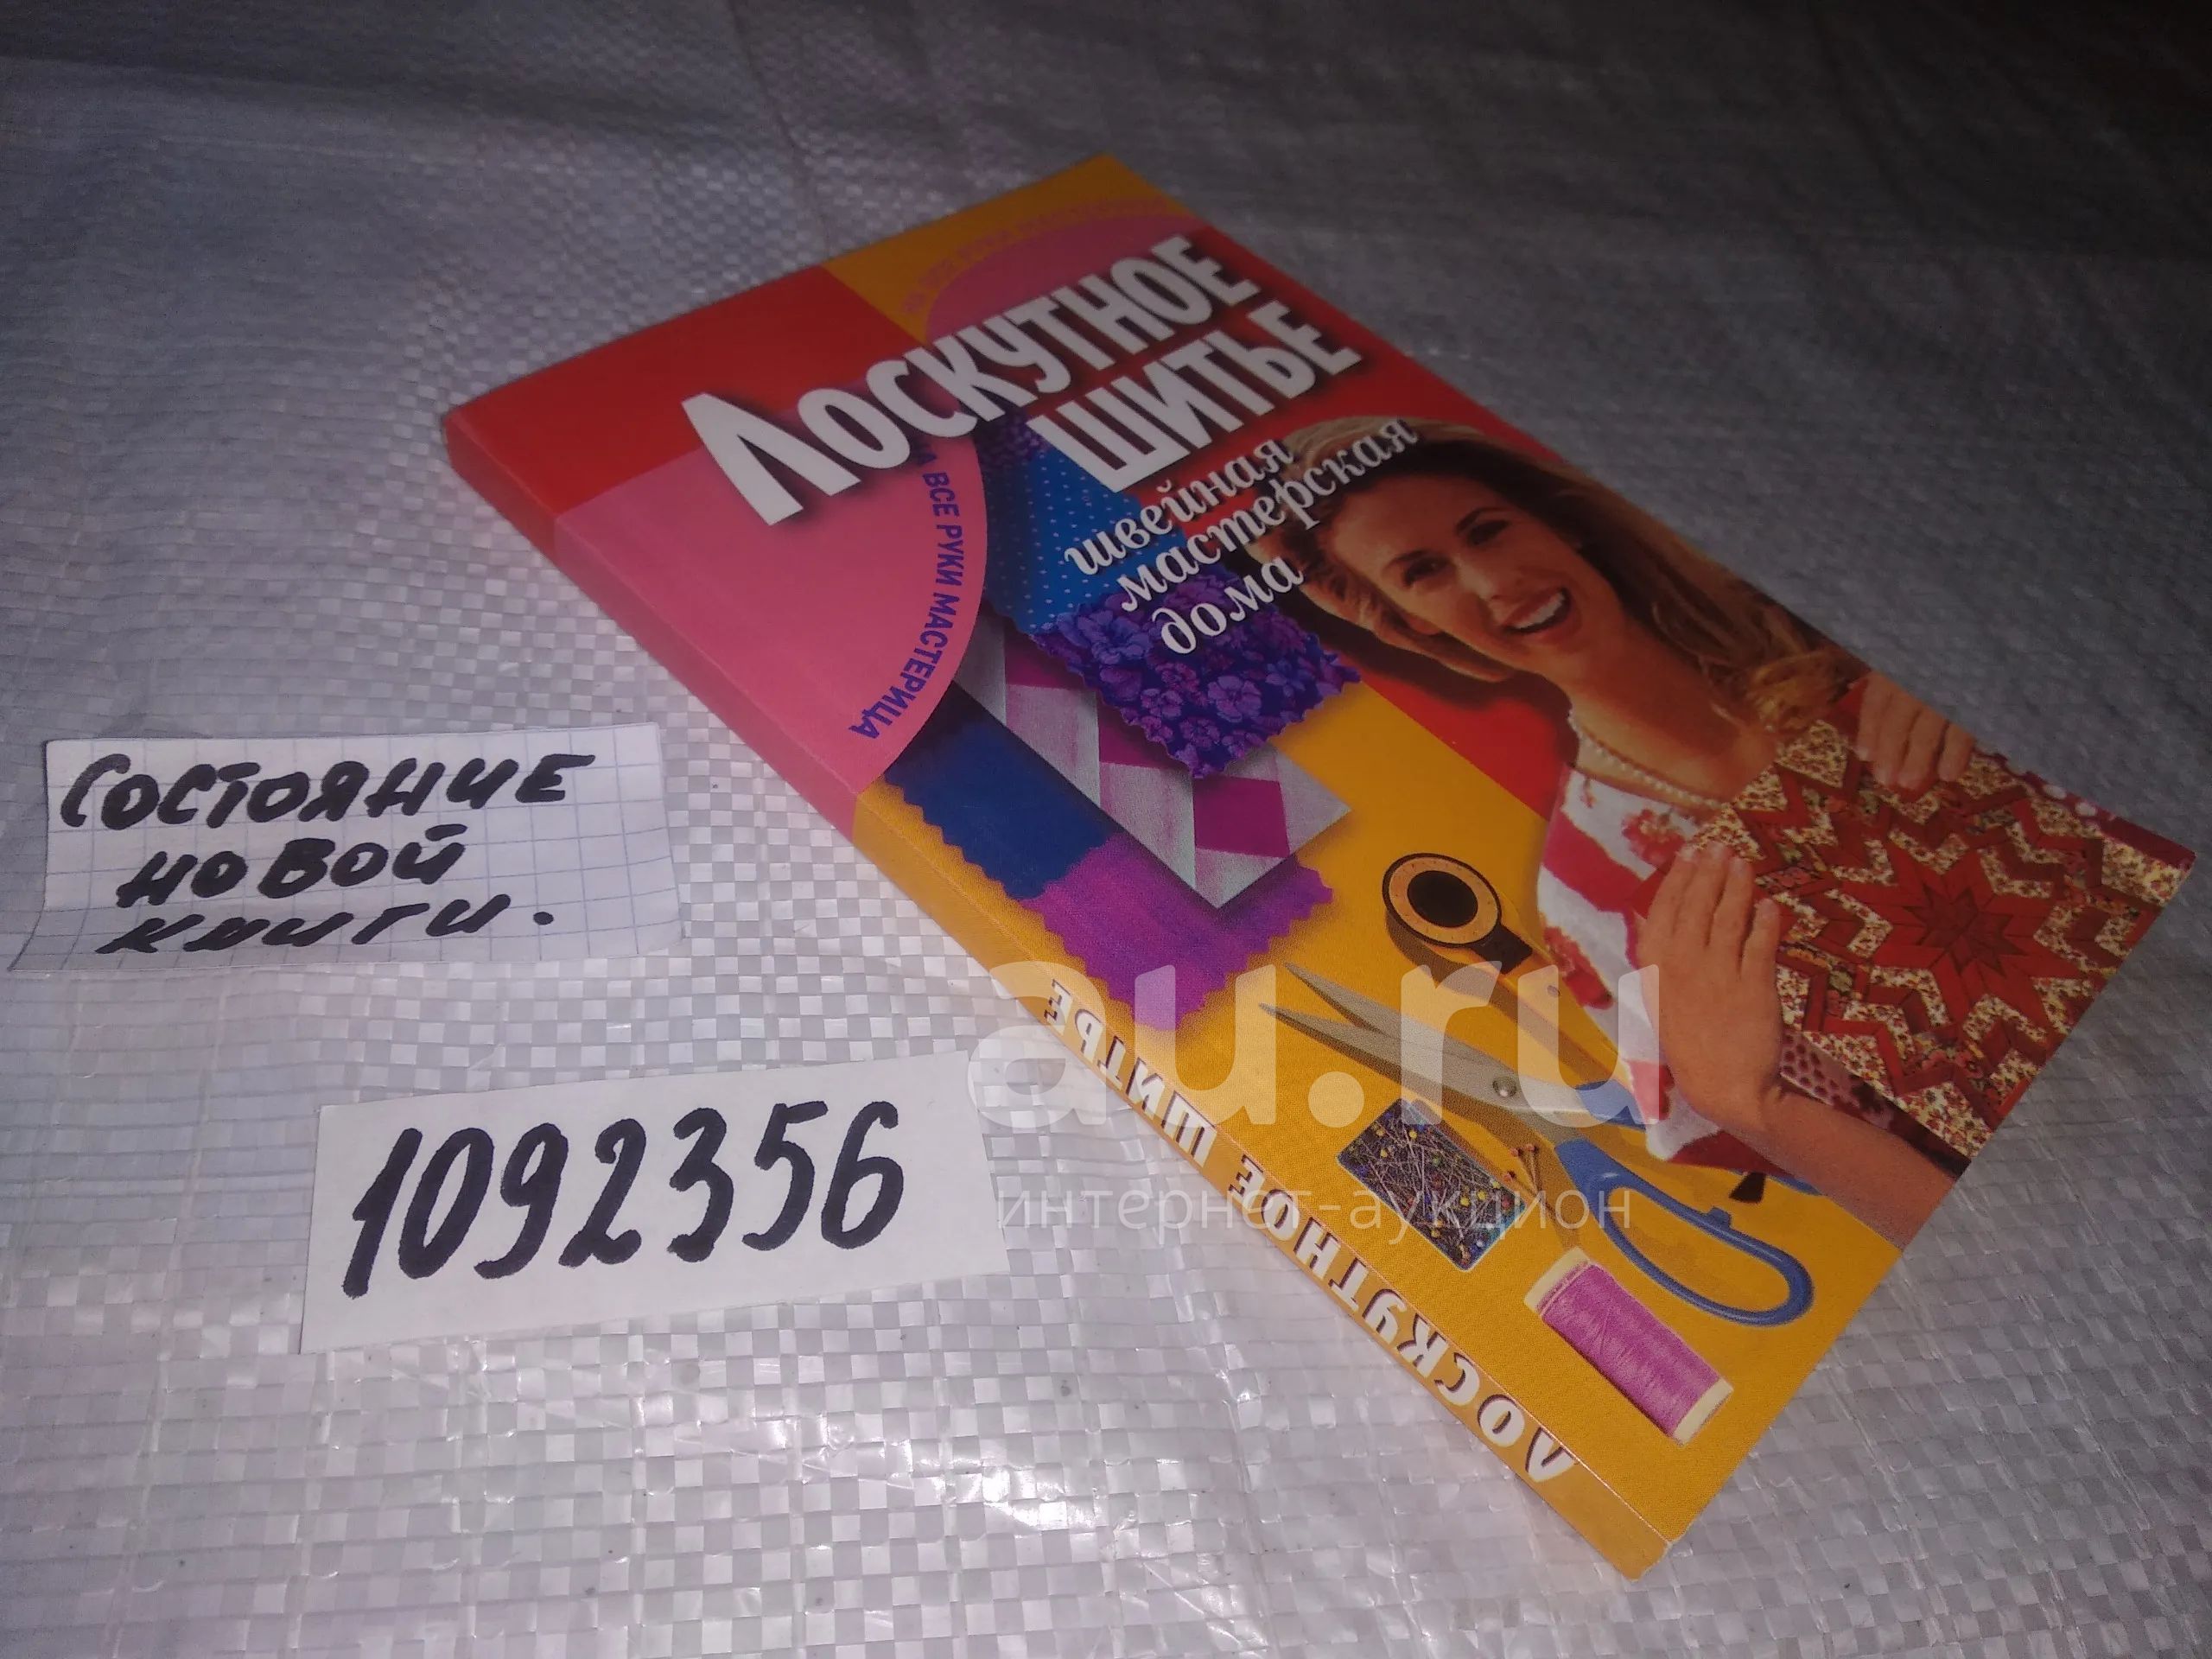 ЛОСКУТНОЕ
ШИТЬЕ
швейная
мастерская
дома
НА ВСЕ РУКИ МАСТЕРИЦА
ЛОСКУТНОЕ ШИТЬЕ
СОСТОЯНИЕ
НОВОЙ
КНИГИ.
1092356
au.ru
интернет-аукцион